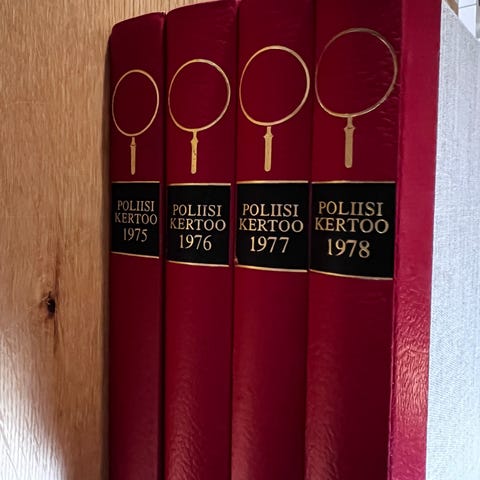 POLIISI
KERTOO
1975
POLIISI
KERTOO
1976
POLIISI
KERTOO
1977
POLIISI
KERTOO
1978